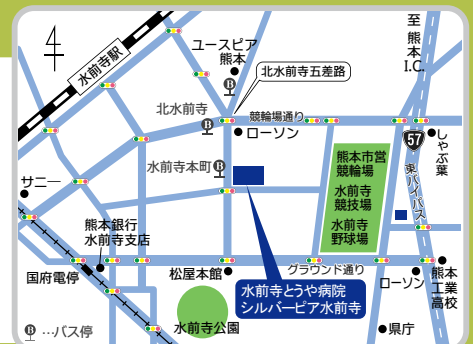 至
熊
本
I.C.
水前寺駅
ユースピア
熊本
B
北水前寺五差路
北水前寺
B
競輪場通り
ローソン
57
しゃぶ葉
東バイパス
水前寺本町
B
サニー
熊本市営
競輪場
水前寺
競技場
水前寺
野球場
熊本銀行
水前寺支店
国府電停
松屋本館
グラウンド通り
ローソン
熊本
工業
高校
水前寺とうや病院
シルバーピア水前寺
水前寺公園
県庁
B …バス停